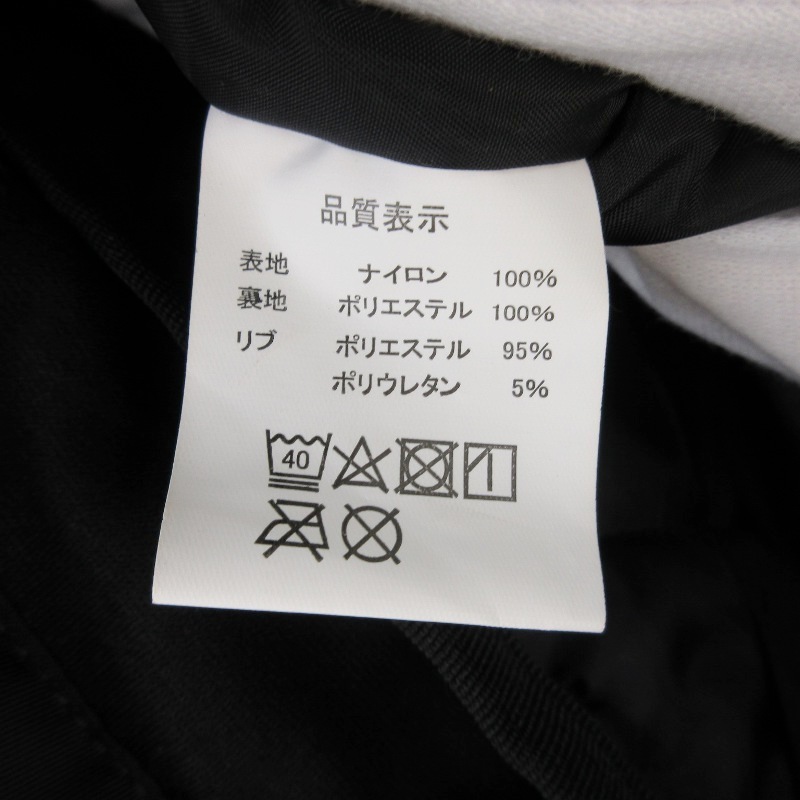 品質表示
表地 ナイロン 100%
裏地 ポリエステル 100%
リブ ポリエステル 95%
ポリウレタン 5%
40